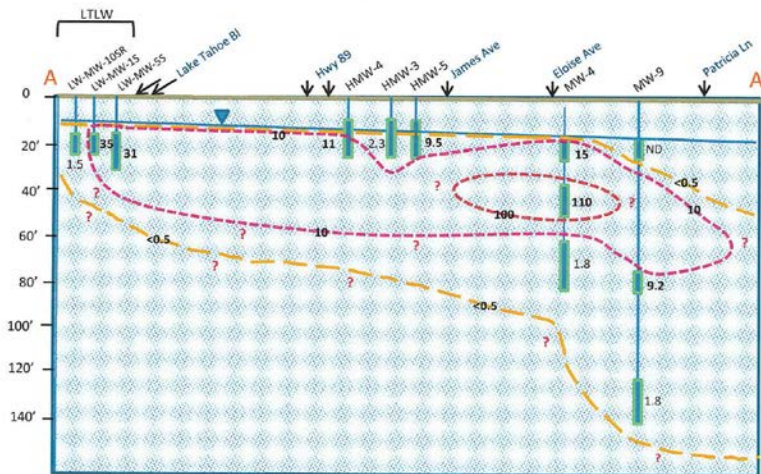 LTLW
A
LW-MW-10SR
LW-MW-1S
LW-MW-5S
Lake Tahoe Bl
Hwy 89
HMW-4
HMW-3
HMW-5
James Ave
Eloise Ave
MW-4
MW-9
Patricia Ln
A
0
20'
40'
60'
80'
100'
120'
140'
1.5
35
31
10
11
2.3
9.5
15
ND
<0.5
?
?
100
110
?
10
?
?
?
<0.5
10
?
?
?
1.8
9.2
<0.5
?
1.8
?